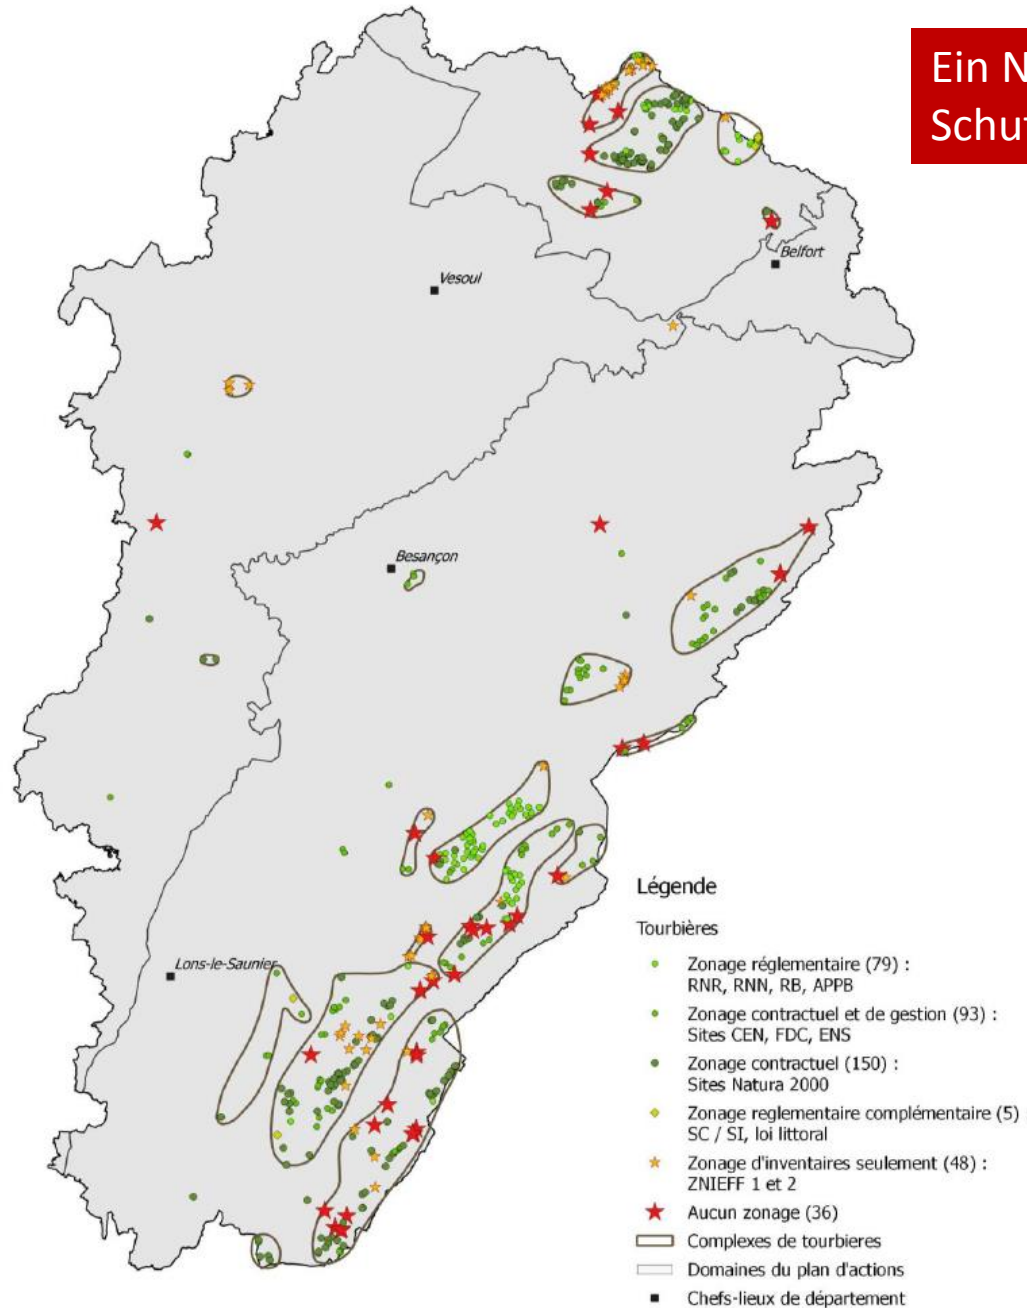 Ein N
Schut
Vesoul
Belfort
Besançon
Lons-le-Saunier
Légende
Tourbières
Zonage réglementaire (79) :
RNR, RNN, RB, APPB
Zonage contractuel et de gestion (93) :
Sites CEN, FDC, ENS
Zonage contractuel (150) :
Sites Natura 2000
Zonage reglementaire complémentaire (5)
SC / SI, loi littoral
Zonage d'inventaires seulement (48) :
ZNIEFF 1 et 2
Aucun zonage (36)
Complexes de tourbieres
Domaines du plan d'actions
Chefs-lieux de département